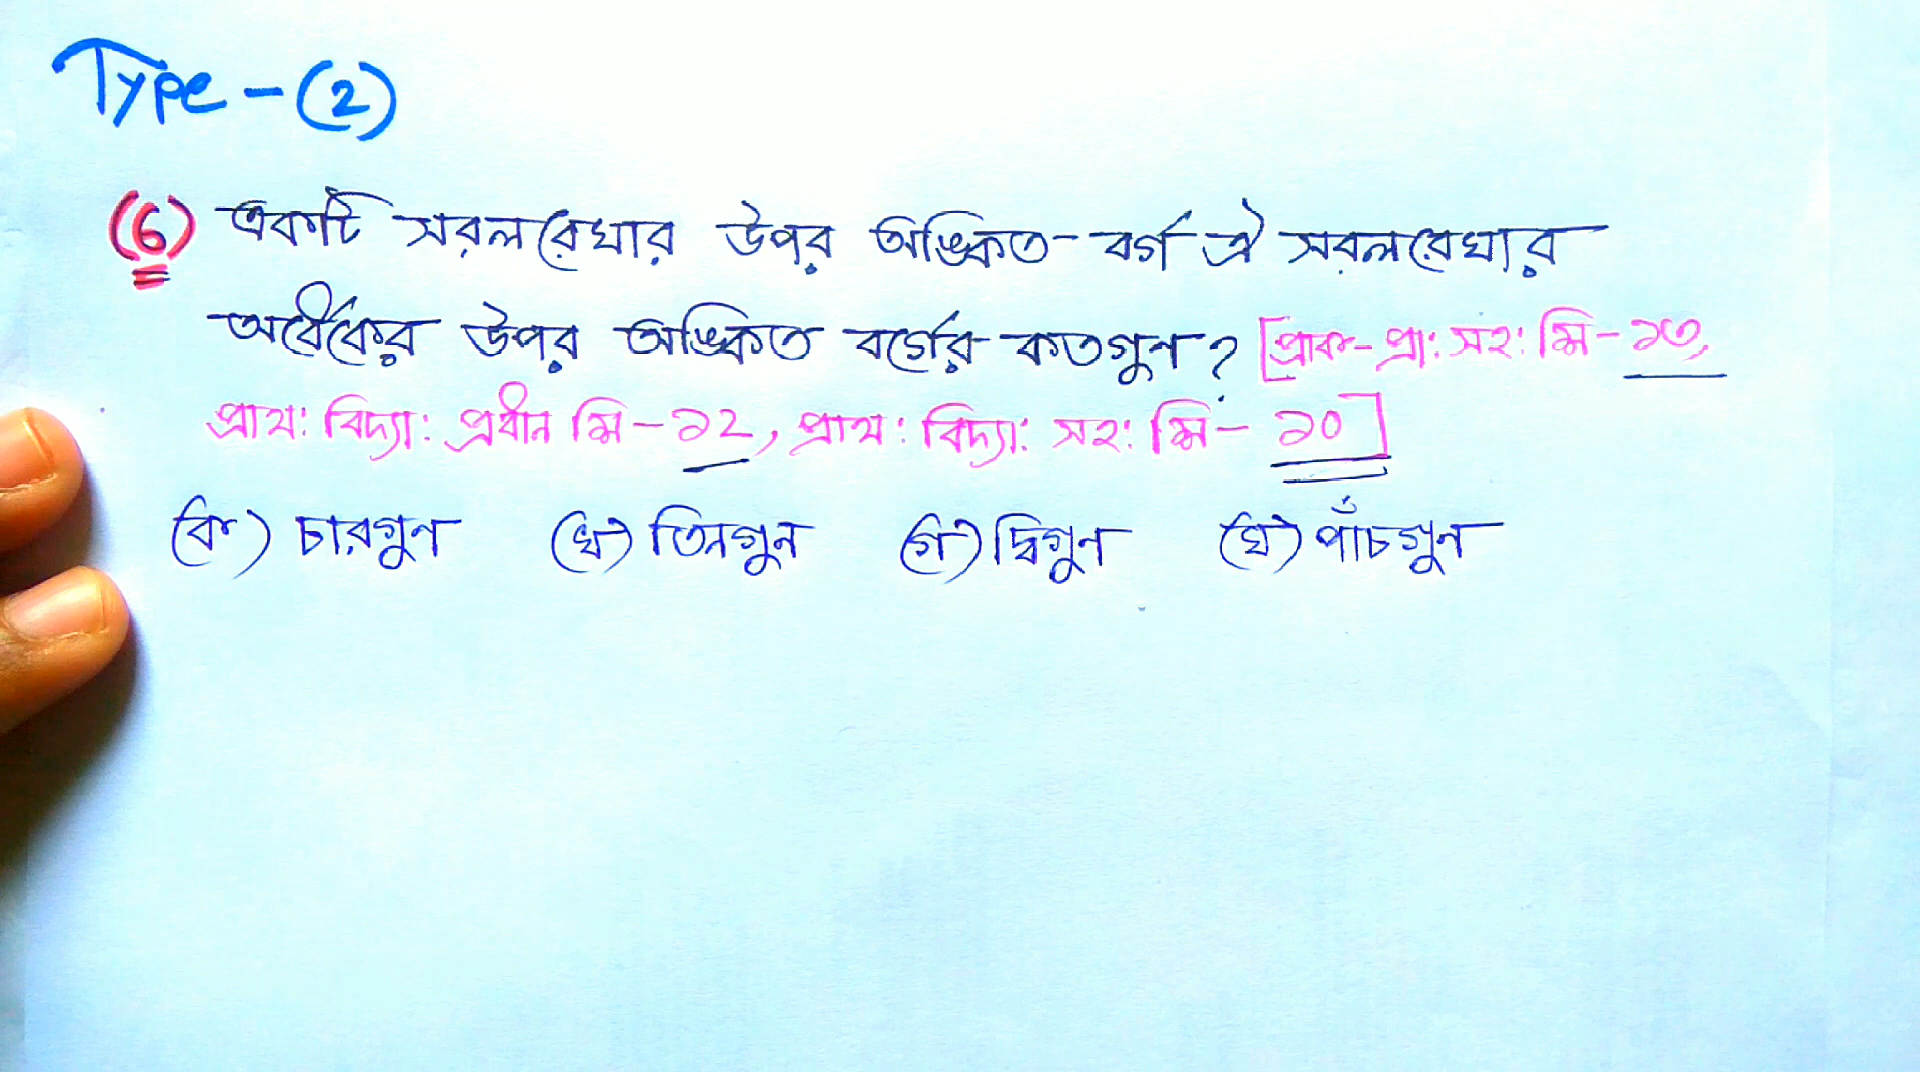 Type-(2)
(6) একটি সরলরেখার উপর অঙ্কিত বর্গ ঐ সরলরেখার
অর্ধেকের উপর অঙ্কিত বর্গের কতগুন? [প্রাক-প্রা: সহ: শি-১৩,
প্রাথ: বিদ্যা: প্রধান শি-১২, প্রাথ: বিদ্যা: সহ: শি-১০]
(ক) চারগুন (খ) তিনগুন (গ) দ্বিগুন (ঘ) পাঁচগুন